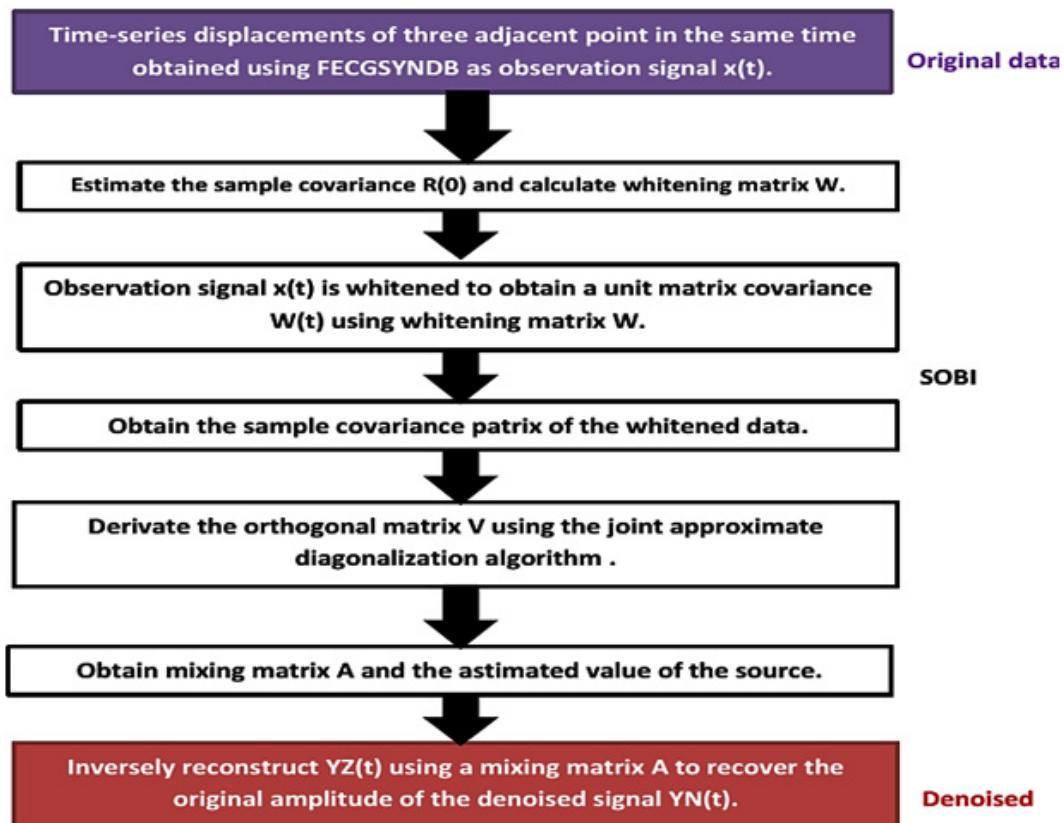 Time-series displacements of three adjacent point in the same time
obtained using FECGSYNDB as observation signal x(t).
Original data
Estimate the sample covariance R(0) and calculate whitening matrix W.
Observation signal x(t) is whitened to obtain a unit matrix covariance
W(t) using whitening matrix W.
SOBI
Obtain the sample covariance patrix of the whitened data.
Derivate the orthogonal matrix V using the joint approximate
diagonalization algorithm .
Obtain mixing matrix A and the astimated value of the source.
Inversely reconstruct YZ(t) using a mixing matrix A to recover the
original amplitude of the denoised signal YN(t).
Denoised